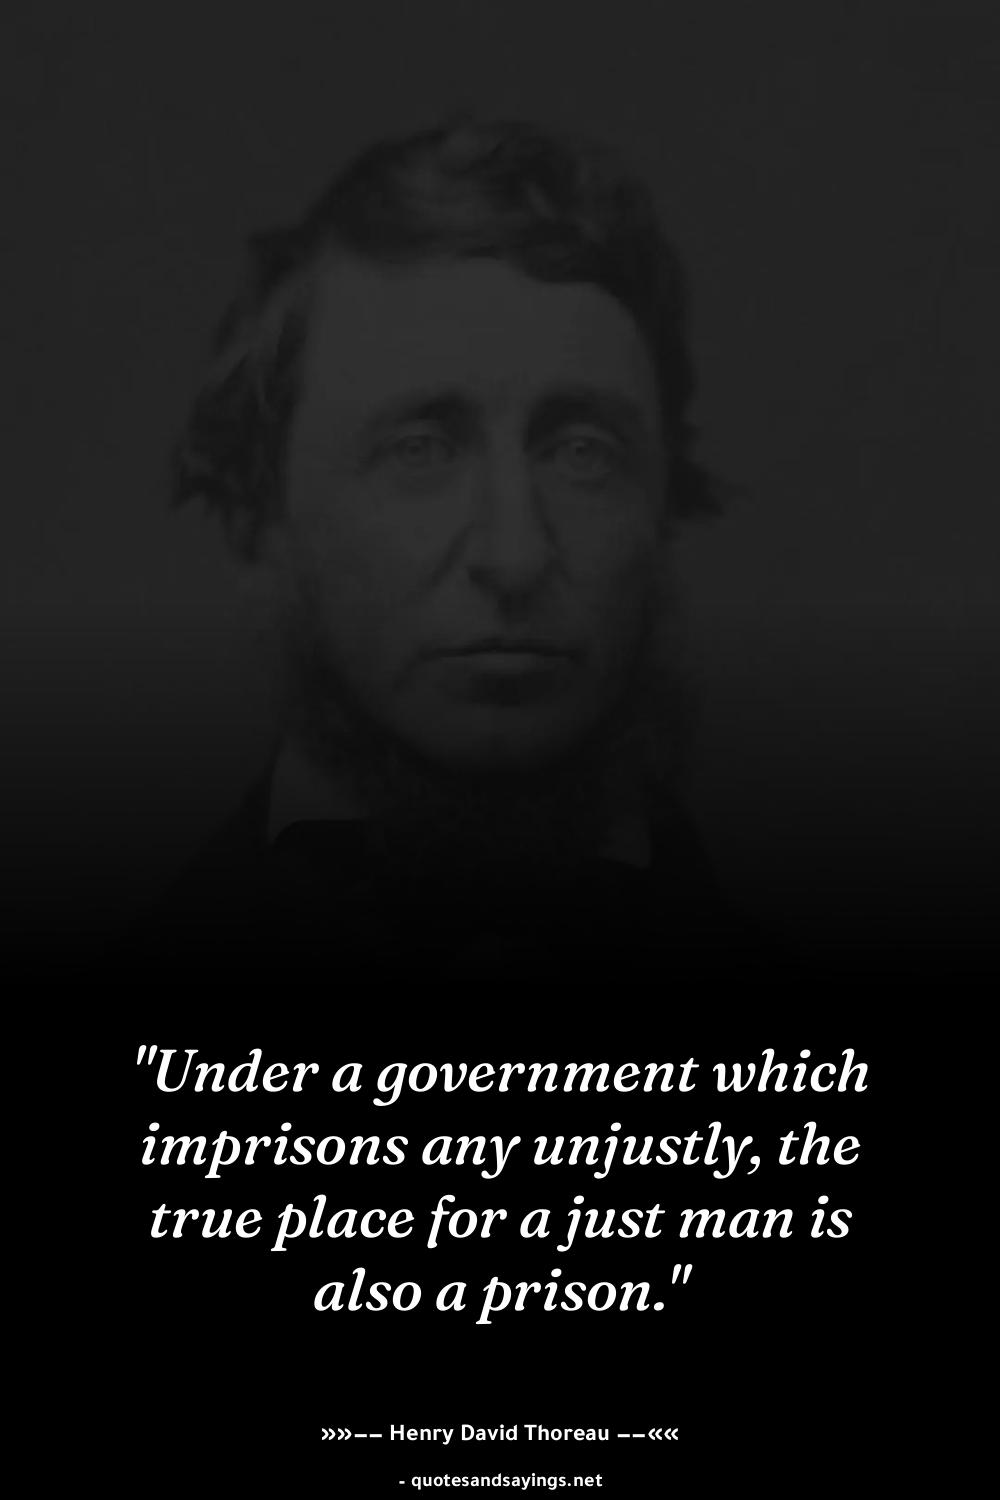 "Under a government which
imprisons any unjustly, the
true place for a just man is
also a prison."
»»-- Henry David Thoreau --««
- quotesandsayings.net